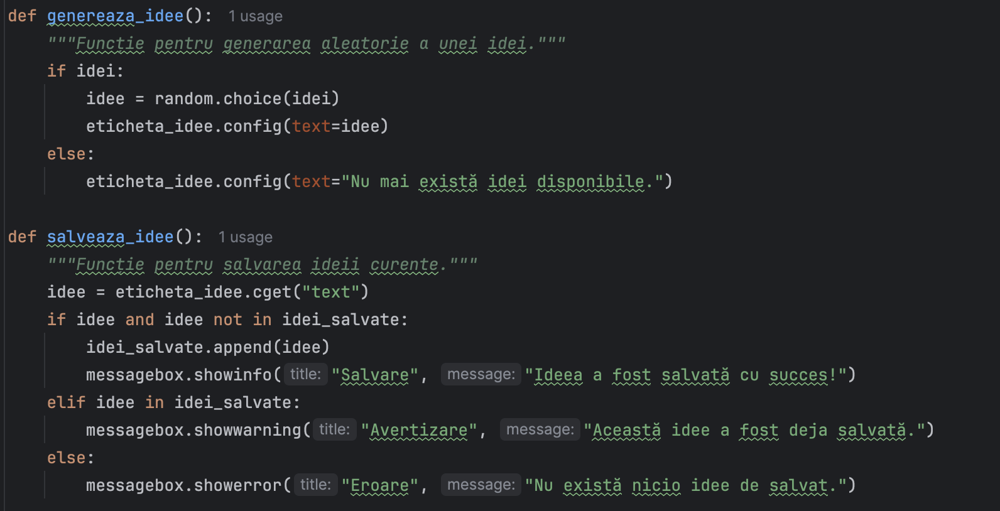 def genereaza_idee():  1 usage
    """Funcție pentru generarea aleatorie a unei idei."""
    if idei:
        idee = random.choice(idei)
        eticheta_idee.config(text=idee)
    else:
        eticheta_idee.config(text="Nu mai există idei disponibile.")

def salveaza_idee():  1 usage
    """Funcție pentru salvarea ideii curente."""
    idee = eticheta_idee.cget("text")
    if idee and idee not in idei_salvate:
        idei_salvate.append(idee)
        messagebox.showinfo( title: "Salvare",  message: "Ideea a fost salvată cu succes!")
    elif idee in idei_salvate:
        messagebox.showwarning( title: "Avertizare",  message: "Această idee a fost deja salvată.")
    else:
        messagebox.showerror( title: "Eroare",  message: "Nu există nicio idee de salvat.")